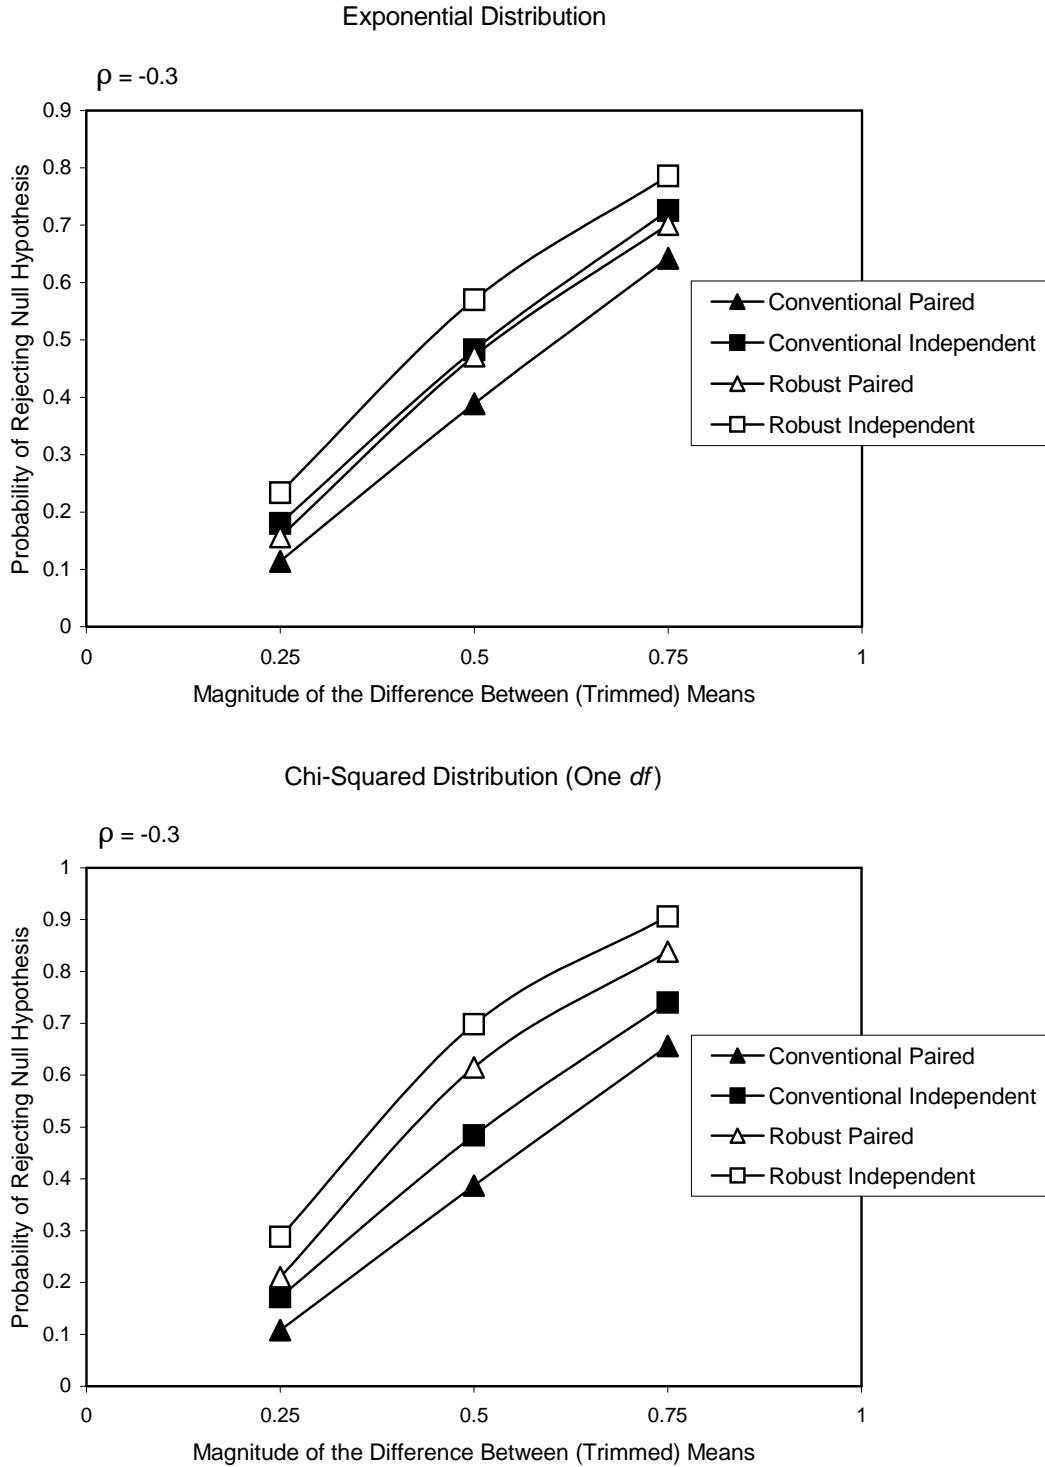 Exponential Distribution
ρ = -0.3
Probability of Rejecting Null Hypothesis
0.9
0.8
0.7
0.6
0.5
0.4
0.3
0.2
0.1
0
0 0.25 0.5 0.75 1
Magnitude of the Difference Between (Trimmed) Means
Conventional Paired
Conventional Independent
Robust Paired
Robust Independent
Chi-Squared Distribution (One df)
ρ = -0.3
Probability of Rejecting Null Hypothesis
1
0.9
0.8
0.7
0.6
0.5
0.4
0.3
0.2
0.1
0
0 0.25 0.5 0.75 1
Magnitude of the Difference Between (Trimmed) Means
Conventional Paired
Conventional Independent
Robust Paired
Robust Independent